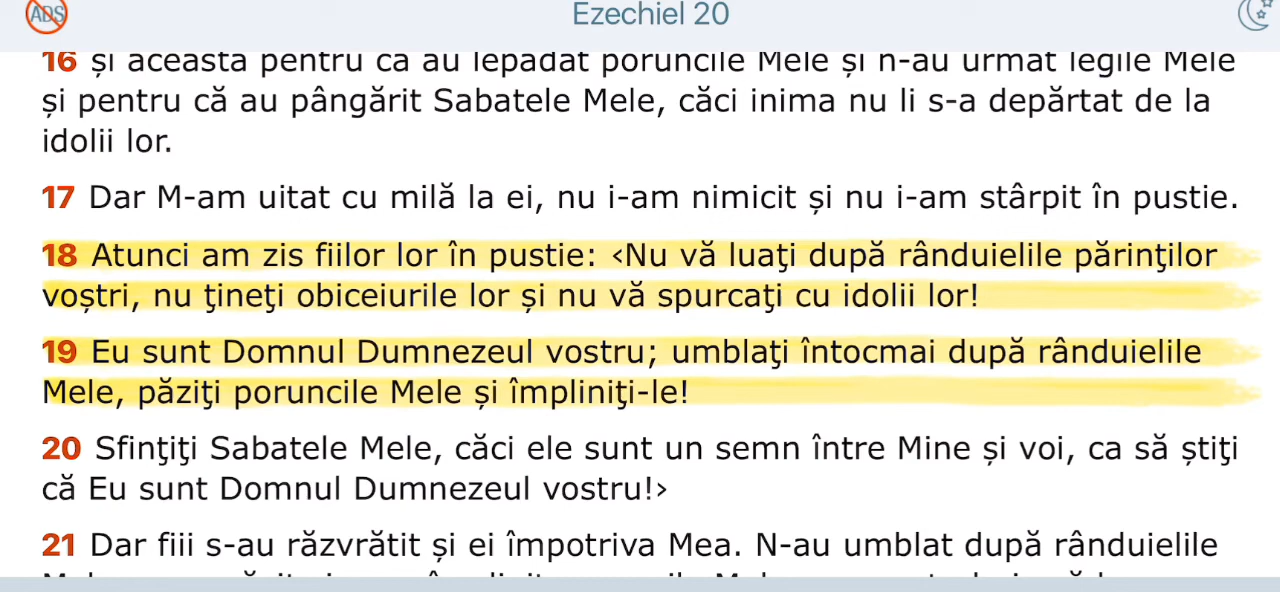 ADS
Ezechiel 20
16 și aceasta pentru că au lepădat poruncile Mele și n-au urmat legile Mele
și pentru că au pângărit Sabatele Mele, căci inima nu li s-a depărtat de la
idolii lor.
17 Dar M-am uitat cu milă la ei, nu i-am nimicit și nu i-am stârpit în pustie.
18 Atunci am zis fiilor lor în pustie: ‹Nu vă luaţi după rânduielile părinţilor
voștri, nu ţineţi obiceiurile lor și nu vă spurcaţi cu idolii lor!
19 Eu sunt Domnul Dumnezeul vostru; umblaţi întocmai după rânduielile
Mele, păziţi poruncile Mele și împliniţi-le!
20 Sfinţiţi Sabatele Mele, căci ele sunt un semn între Mine și voi, ca să știţi
că Eu sunt Domnul Dumnezeul vostru!›
21 Dar fiii s-au răzvrătit și ei împotriva Mea. N-au umblat după rânduielile